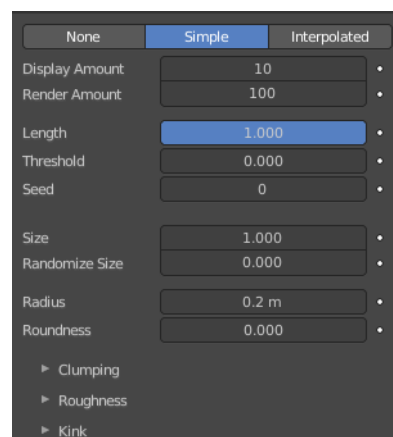 None Simple Interpolated
Display Amount 10
Render Amount 100
Length 1.000
Threshold 0.000
Seed 0
Size 1.000
Randomize Size 0.000
Radius 0.2 m
Roundness 0.000
Clumping
Roughness
Kink